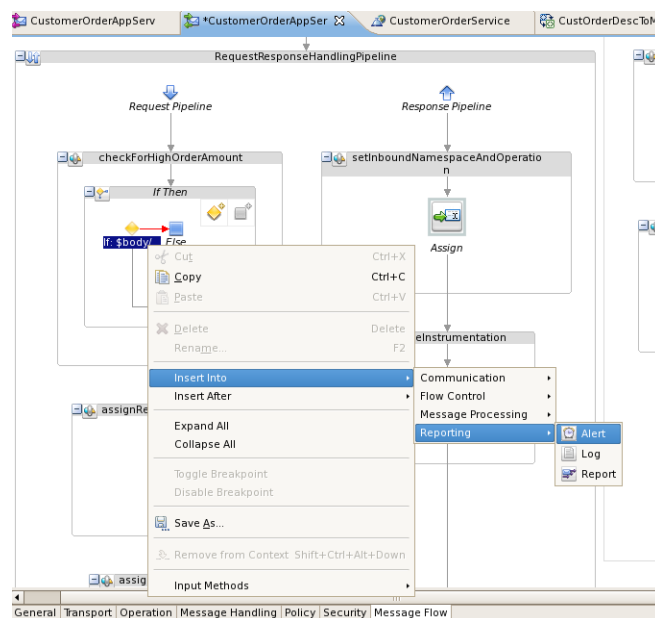 CustomerOrderAppServ
*CustomerOrderAppSer
CustomerOrderService
CustOrderDescToM
RequestResponseHandlingPipeline
Request Pipeline
Response Pipeline
checkForHighOrderAmount
setInboundNamespaceAndOperatio
n
If Then
If: $body/
Else
Assign
Cut Ctrl+X
Copy Ctrl+C
Paste Ctrl+V
Delete Delete
Rename... F2
eInstrumentation
Insert Into
Communication
Insert After
Flow Control
Message Processing
assignRe
Expand All
Reporting
Alert
Collapse All
Log
Toggle Breakpoint
Report
Disable Breakpoint
Save As...
Remove from Context Shift+Ctrl+Alt+Down
assig
Input Methods
General
Transport
Operation
Message Handling
Policy
Security
Message Flow